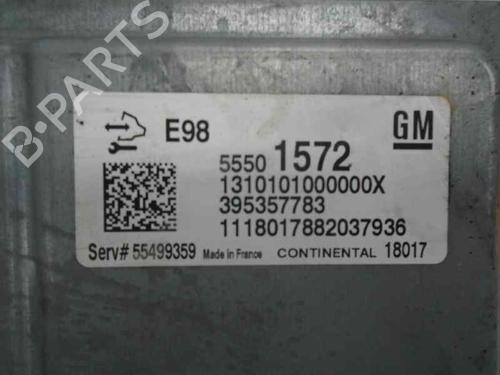 B-PARTS
E98
GM
5550 1572
1310101000000X
395357783
1118017882037936
Serv# 55499359 Made in France CONTINENTAL 18017